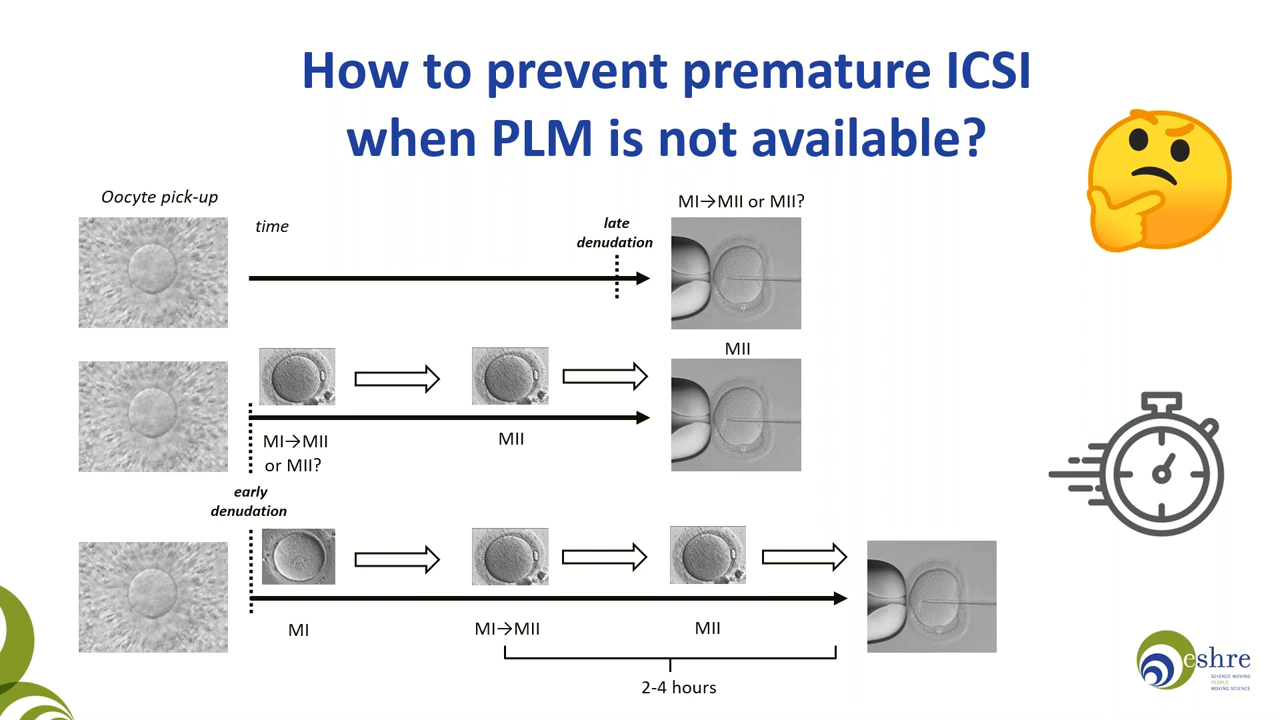 How to prevent premature ICSI
when PLM is not available?
Oocyte pick-up
time
late
denudation
MI→MII or MII?
MI→MII
or MII?
MII
MII
early
denudation
MI
MI→MII
MII
2-4 hours
eshre
SCIENCE MOVING
PEOPLE
MOVING SCIENCE